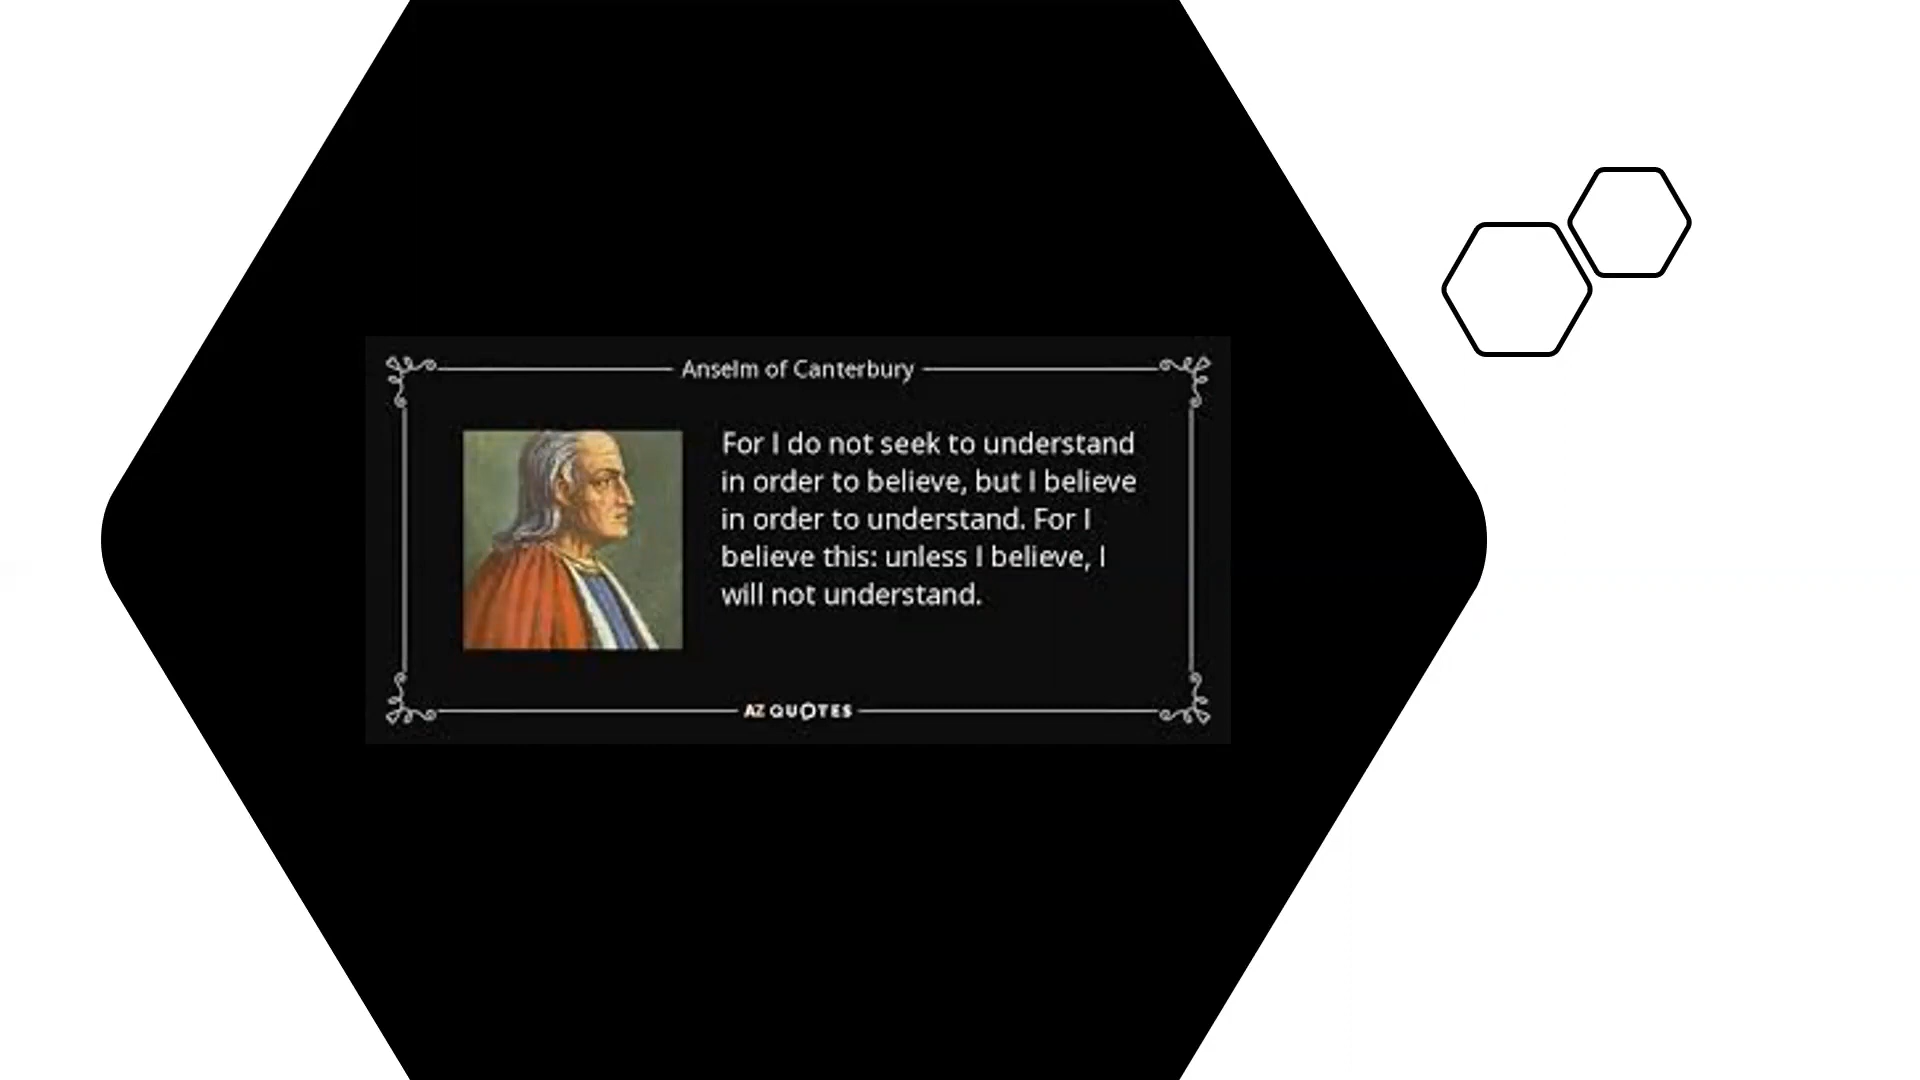 Anselm of Canterbury
For I do not seek to understand
in order to believe, but I believe
in order to understand. For I
believe this: unless I believe, I
will not understand.
AZ QUOTES